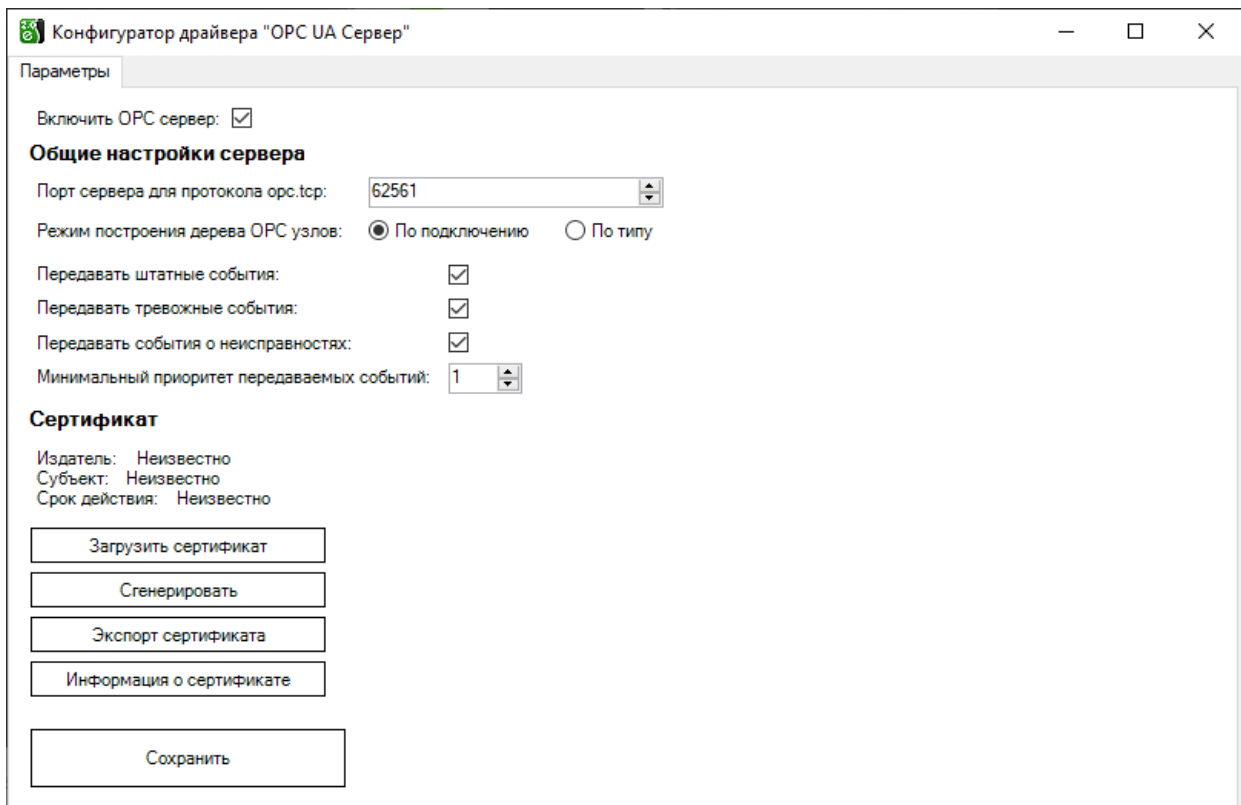 Конфигуратор драйвера "OPC UA Сервер"
Параметры
Включить OPC сервер:
Общие настройки сервера
Порт сервера для протокола opc.tcp: 62561
Режим построения дерева OPC узлов: По подключению По типу
Передавать штатные события:
Передавать тревожные события:
Передавать события о неисправностях:
Минимальный приоритет передаваемых событий: 1
Сертификат
Издатель: Неизвестно
Субъект: Неизвестно
Срок действия: Неизвестно
Загрузить сертификат
Сгенерировать
Экспорт сертификата
Информация о сертификате
Сохранить